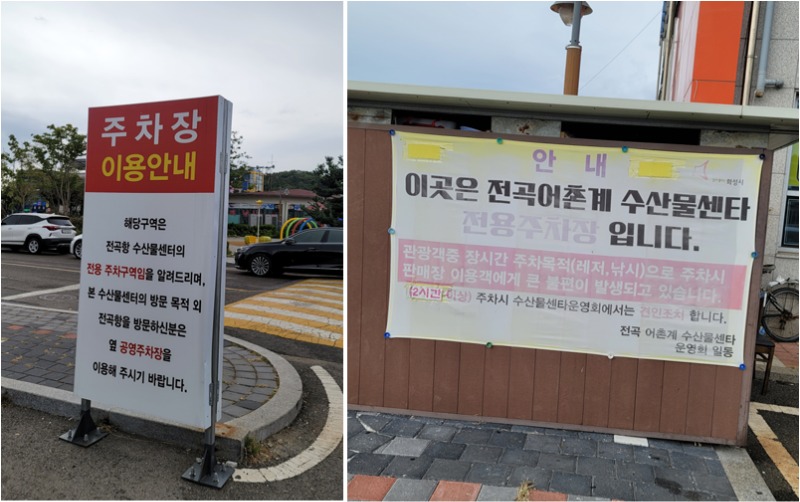 주차장
이용안내
해당구역은
전곡항 수산물센터의
전용 주차구역임을 알려드리며,
본 수산물센터의 방문 목적 외
전곡항을 방문하신분은
옆 공영주차장을
이용해 주시기 바랍니다.
안 내
화성시
이곳은 전곡어촌계 수산물센타
전용주차장 입니다.
관광객중 장시간 주차목적(레저,낚시)으로 주차시
판매장 이용객에게 큰 불편이 발생되고 있습니다.
(2시간이상) 주차시 수산물센타운영회에서는 견인조치 합니다.
전곡 어촌계 수산물센타
운영회 일동